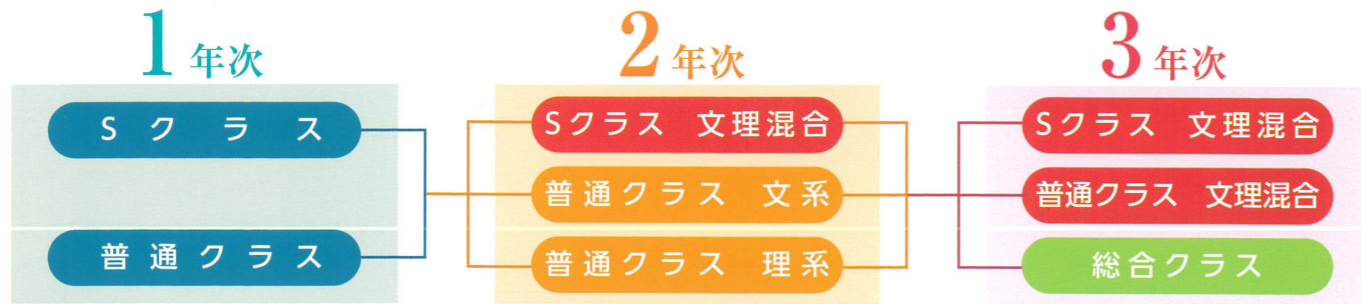 1年次
Sクラス
普通クラス
2年次
Sクラス 文理混合
普通クラス 文系
普通クラス 理系
3年次
Sクラス 文理混合
普通クラス 文理混合
総合クラス